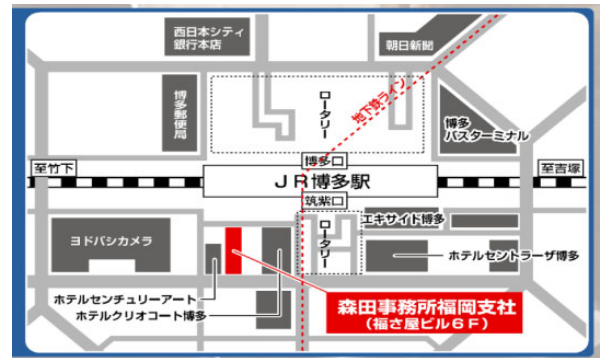 西日本シティ
銀行本店
朝日新聞
博多郵便局
ロータリー
地下鉄ライン
博多
バスターミナル
博多口
至竹下
JR博多駅
至吉塚
筑紫口
ヨドバシカメラ
ロータリー
エキサイド博多
ホテルセントラーザ博多
ホテルセンチュリーアート
ホテルクリオコート博多
森田事務所福岡支社
(福さ屋ビル6F)